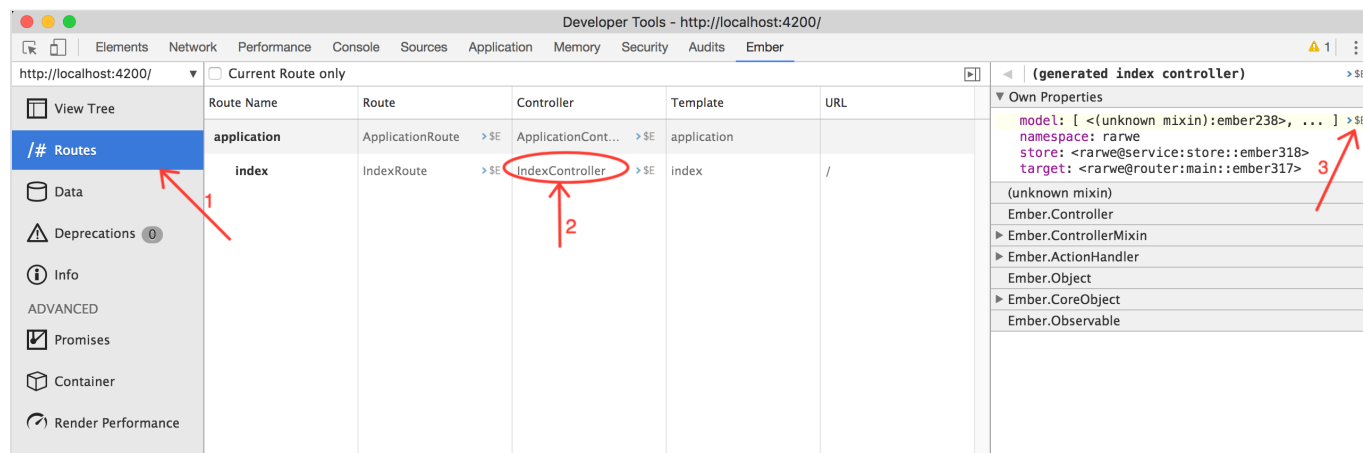 Developer Tools - http://localhost:4200/
Elements Network Performance Console Sources Application Memory Security Audits Ember 1
http://localhost:4200/ ▼ Current Route only (generated index controller) >$E
View Tree
/# Routes
Data
Deprecations 0
Info
ADVANCED
Promises
Container
Render Performance
Route Name Route Controller Template URL
application ApplicationRoute >$E ApplicationCont... >$E application
index IndexRoute >$E IndexController >$E index /
1
2
▼ Own Properties
model: [ <(unknown mixin):ember238>, ... ] >$E
namespace: rarwe
store: <rarwe@service:store::ember318>
target: <rarwe@router:main::ember317>
3
(unknown mixin)
Ember.Controller
▶ Ember.ControllerMixin
▶ Ember.ActionHandler
Ember.Object
▶ Ember.CoreObject
Ember.Observable